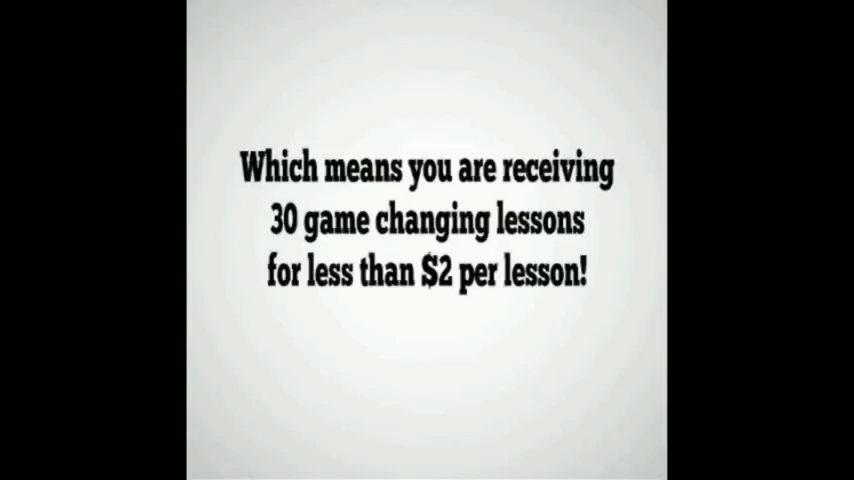 Which means you are receiving
30 game changing lessons
for less than $2 per lesson!